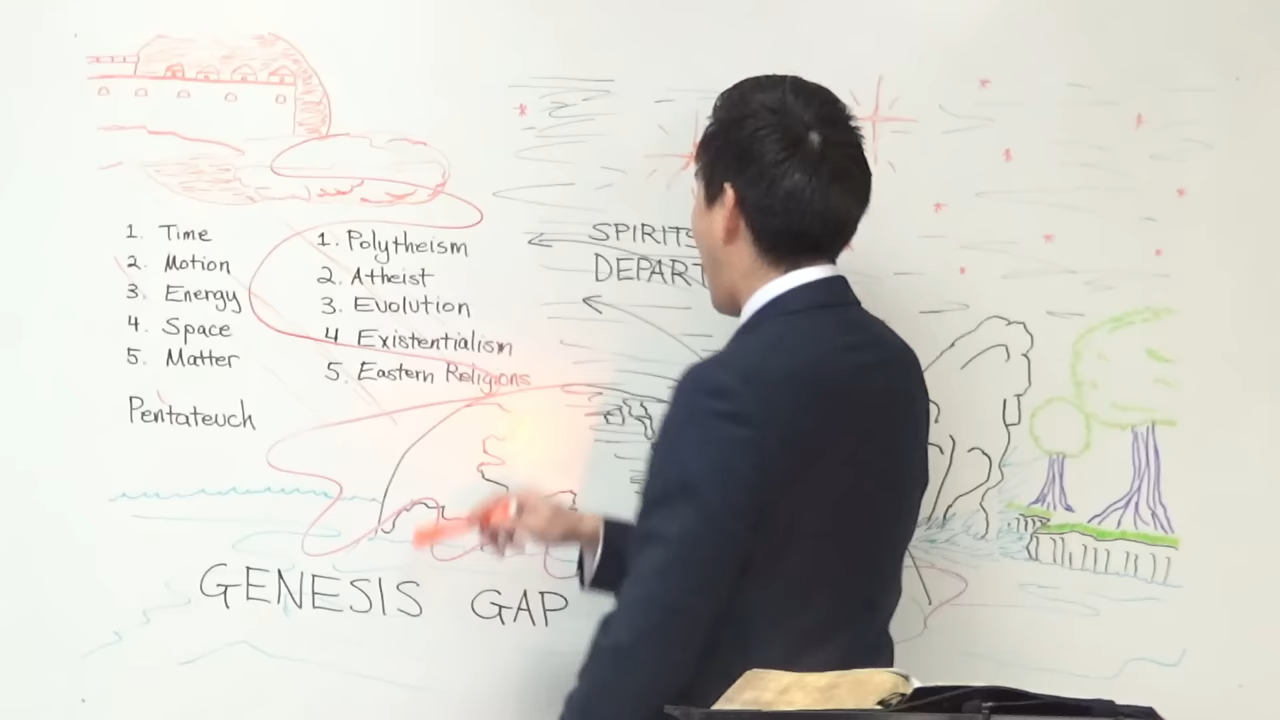 1. Time
2. Motion
3. Energy
4. Space
5. Matter
Pentateuch
1. Polytheism
2. Atheist
3. Evolution
4 Existentialism
5. Eastern Religions
SPIRITS
DEPART
GENESIS GAP